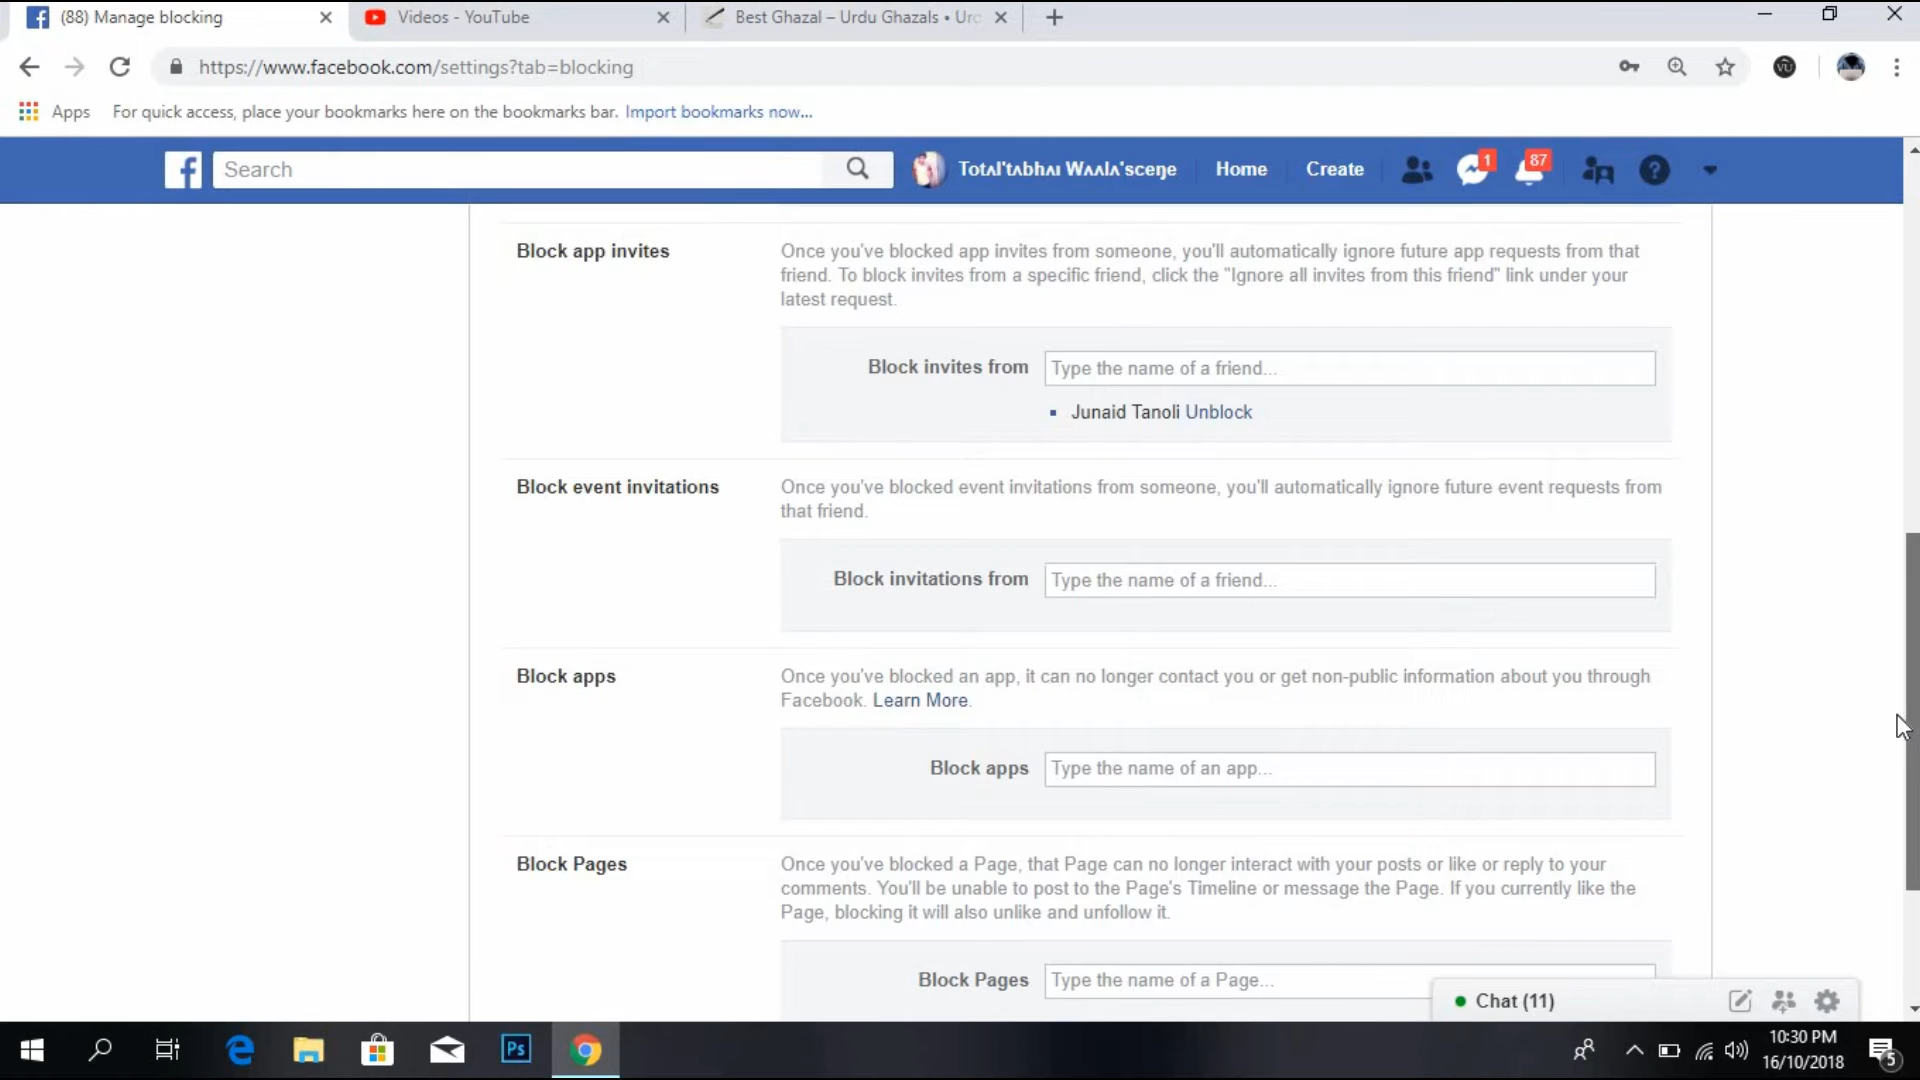 (88) Manage blocking
Videos - YouTube
Best Ghazal – Urdu Ghazals • Urd
https://www.facebook.com/settings?tab=blocking
Apps For quick access, place your bookmarks here on the bookmarks bar. Import bookmarks now...
Search
Totʌl'tʌbhʌı Wʌʌlʌ'sceŋe Home Create 1 87
Block app invites
Once you've blocked app invites from someone, you'll automatically ignore future app requests from that
friend. To block invites from a specific friend, click the "Ignore all invites from this friend" link under your
latest request.
Block invites from Type the name of a friend...
Junaid Tanoli Unblock
Block event invitations
Once you've blocked event invitations from someone, you'll automatically ignore future event requests from
that friend.
Block invitations from Type the name of a friend...
Block apps
Once you've blocked an app, it can no longer contact you or get non-public information about you through
Facebook. Learn More.
Block apps Type the name of an app...
Block Pages
Once you've blocked a Page, that Page can no longer interact with your posts or like or reply to your
comments. You'll be unable to post to the Page's Timeline or message the Page. If you currently like the
Page, blocking it will also unlike and unfollow it.
Block Pages Type the name of a Page...
Chat (11)
Ps
10:30 PM
16/10/2018
5